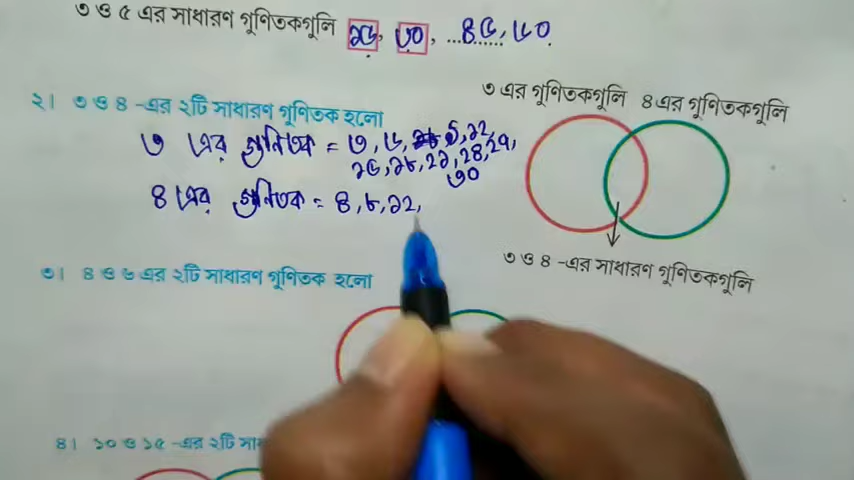 ৩ ও ৫ এর সাধারণ গুণিতকগুলি ১৫, ৩০, ...৪৫, ৬০.
৩ এর গুণিতকগুলি ৪ এর গুণিতকগুলি
২। ৩ ও ৪ -এর ২টি সাধারণ গুণিতক হলো
৩ এর গুণিতক = ৩, ৬, ৯, ১২,
১৫, ১৮, ২১, ২৪, ২৭,
৩০
৪ এর গুণিতক = ৪, ৮, ১২,
৩ ও ৪ -এর সাধারণ গুণিতকগুলি
৩। ৪ ও ৬ এর ২টি সাধারণ গুণিতক হলো
৪। ১০ ও ১৫ -এর ২টি